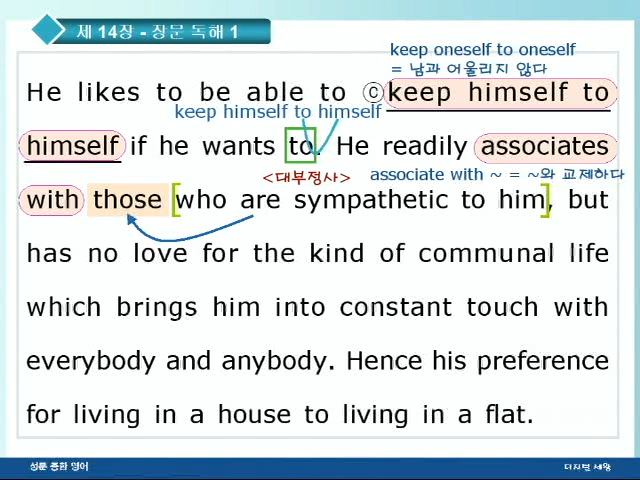 제 14장 - 장문 독해 1
keep oneself to oneself
= 남과 어울리지 않다
He likes to be able to ⓒkeep himself to
keep himself to himself
himself if he wants to. He readily associates
<대부정사> associate with ~ = ~와 교제하다
with those [who are sympathetic to him], but
has no love for the kind of communal life
which brings him into constant touch with
everybody and anybody. Hence his preference
for living in a house to living in a flat.
성문 종합 영어
디지털 세왕